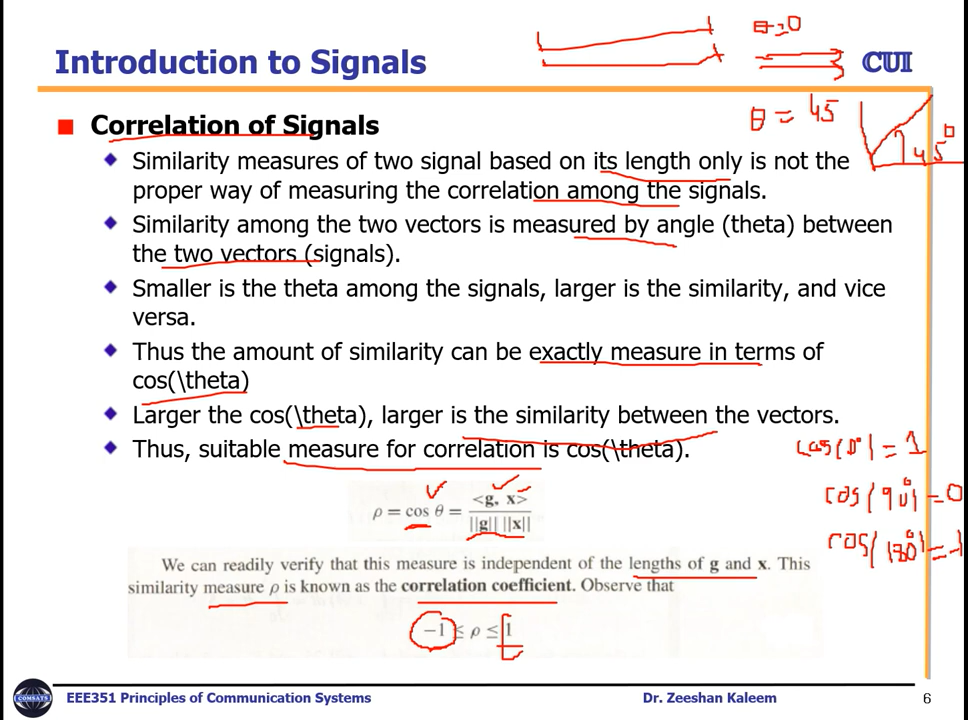 Introduction to Signals
θ=0
CUI
Correlation of Signals
θ = 45
45°
Similarity measures of two signal based on its length only is not the
proper way of measuring the correlation among the signals.
Similarity among the two vectors is measured by angle (theta) between
the two vectors (signals).
Smaller is the theta among the signals, larger is the similarity, and vice
versa.
Thus the amount of similarity can be exactly measure in terms of
cos(\theta)
Larger the cos(\theta), larger is the similarity between the vectors.
Thus, suitable measure for correlation is cos(\theta).
cos(0°) = 1
cos(90°) = 0
cos(180°) = -1
ρ = cos θ = <g, x> / ||g|| ||x||
We can readily verify that this measure is independent of the lengths of g and x. This
similarity measure ρ is known as the correlation coefficient. Observe that
−1 ≤ ρ ≤ 1
COMSATS
EEE351 Principles of Communication Systems
Dr. Zeeshan Kaleem
6